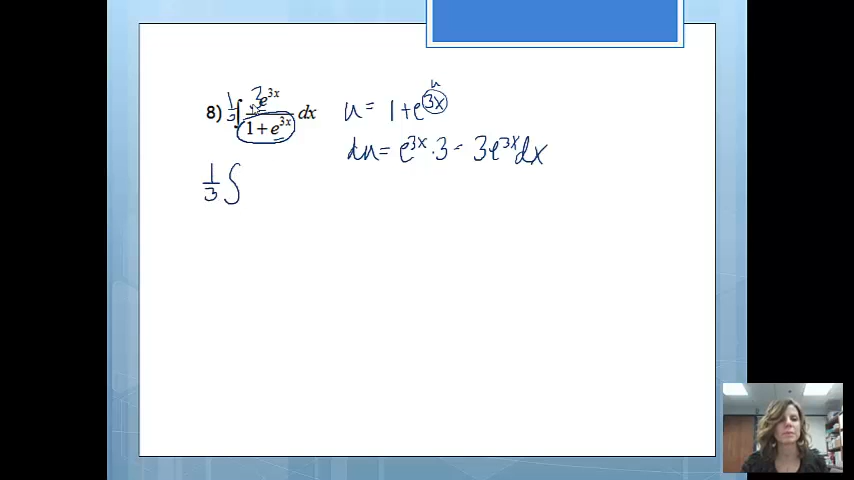 8) 1/3 ∫ 3e^{3x} / (1 + e^{3x}) dx
u = 1 + e^{3x}
u
du = e^{3x} · 3 = 3e^{3x} dx
1/3 ∫